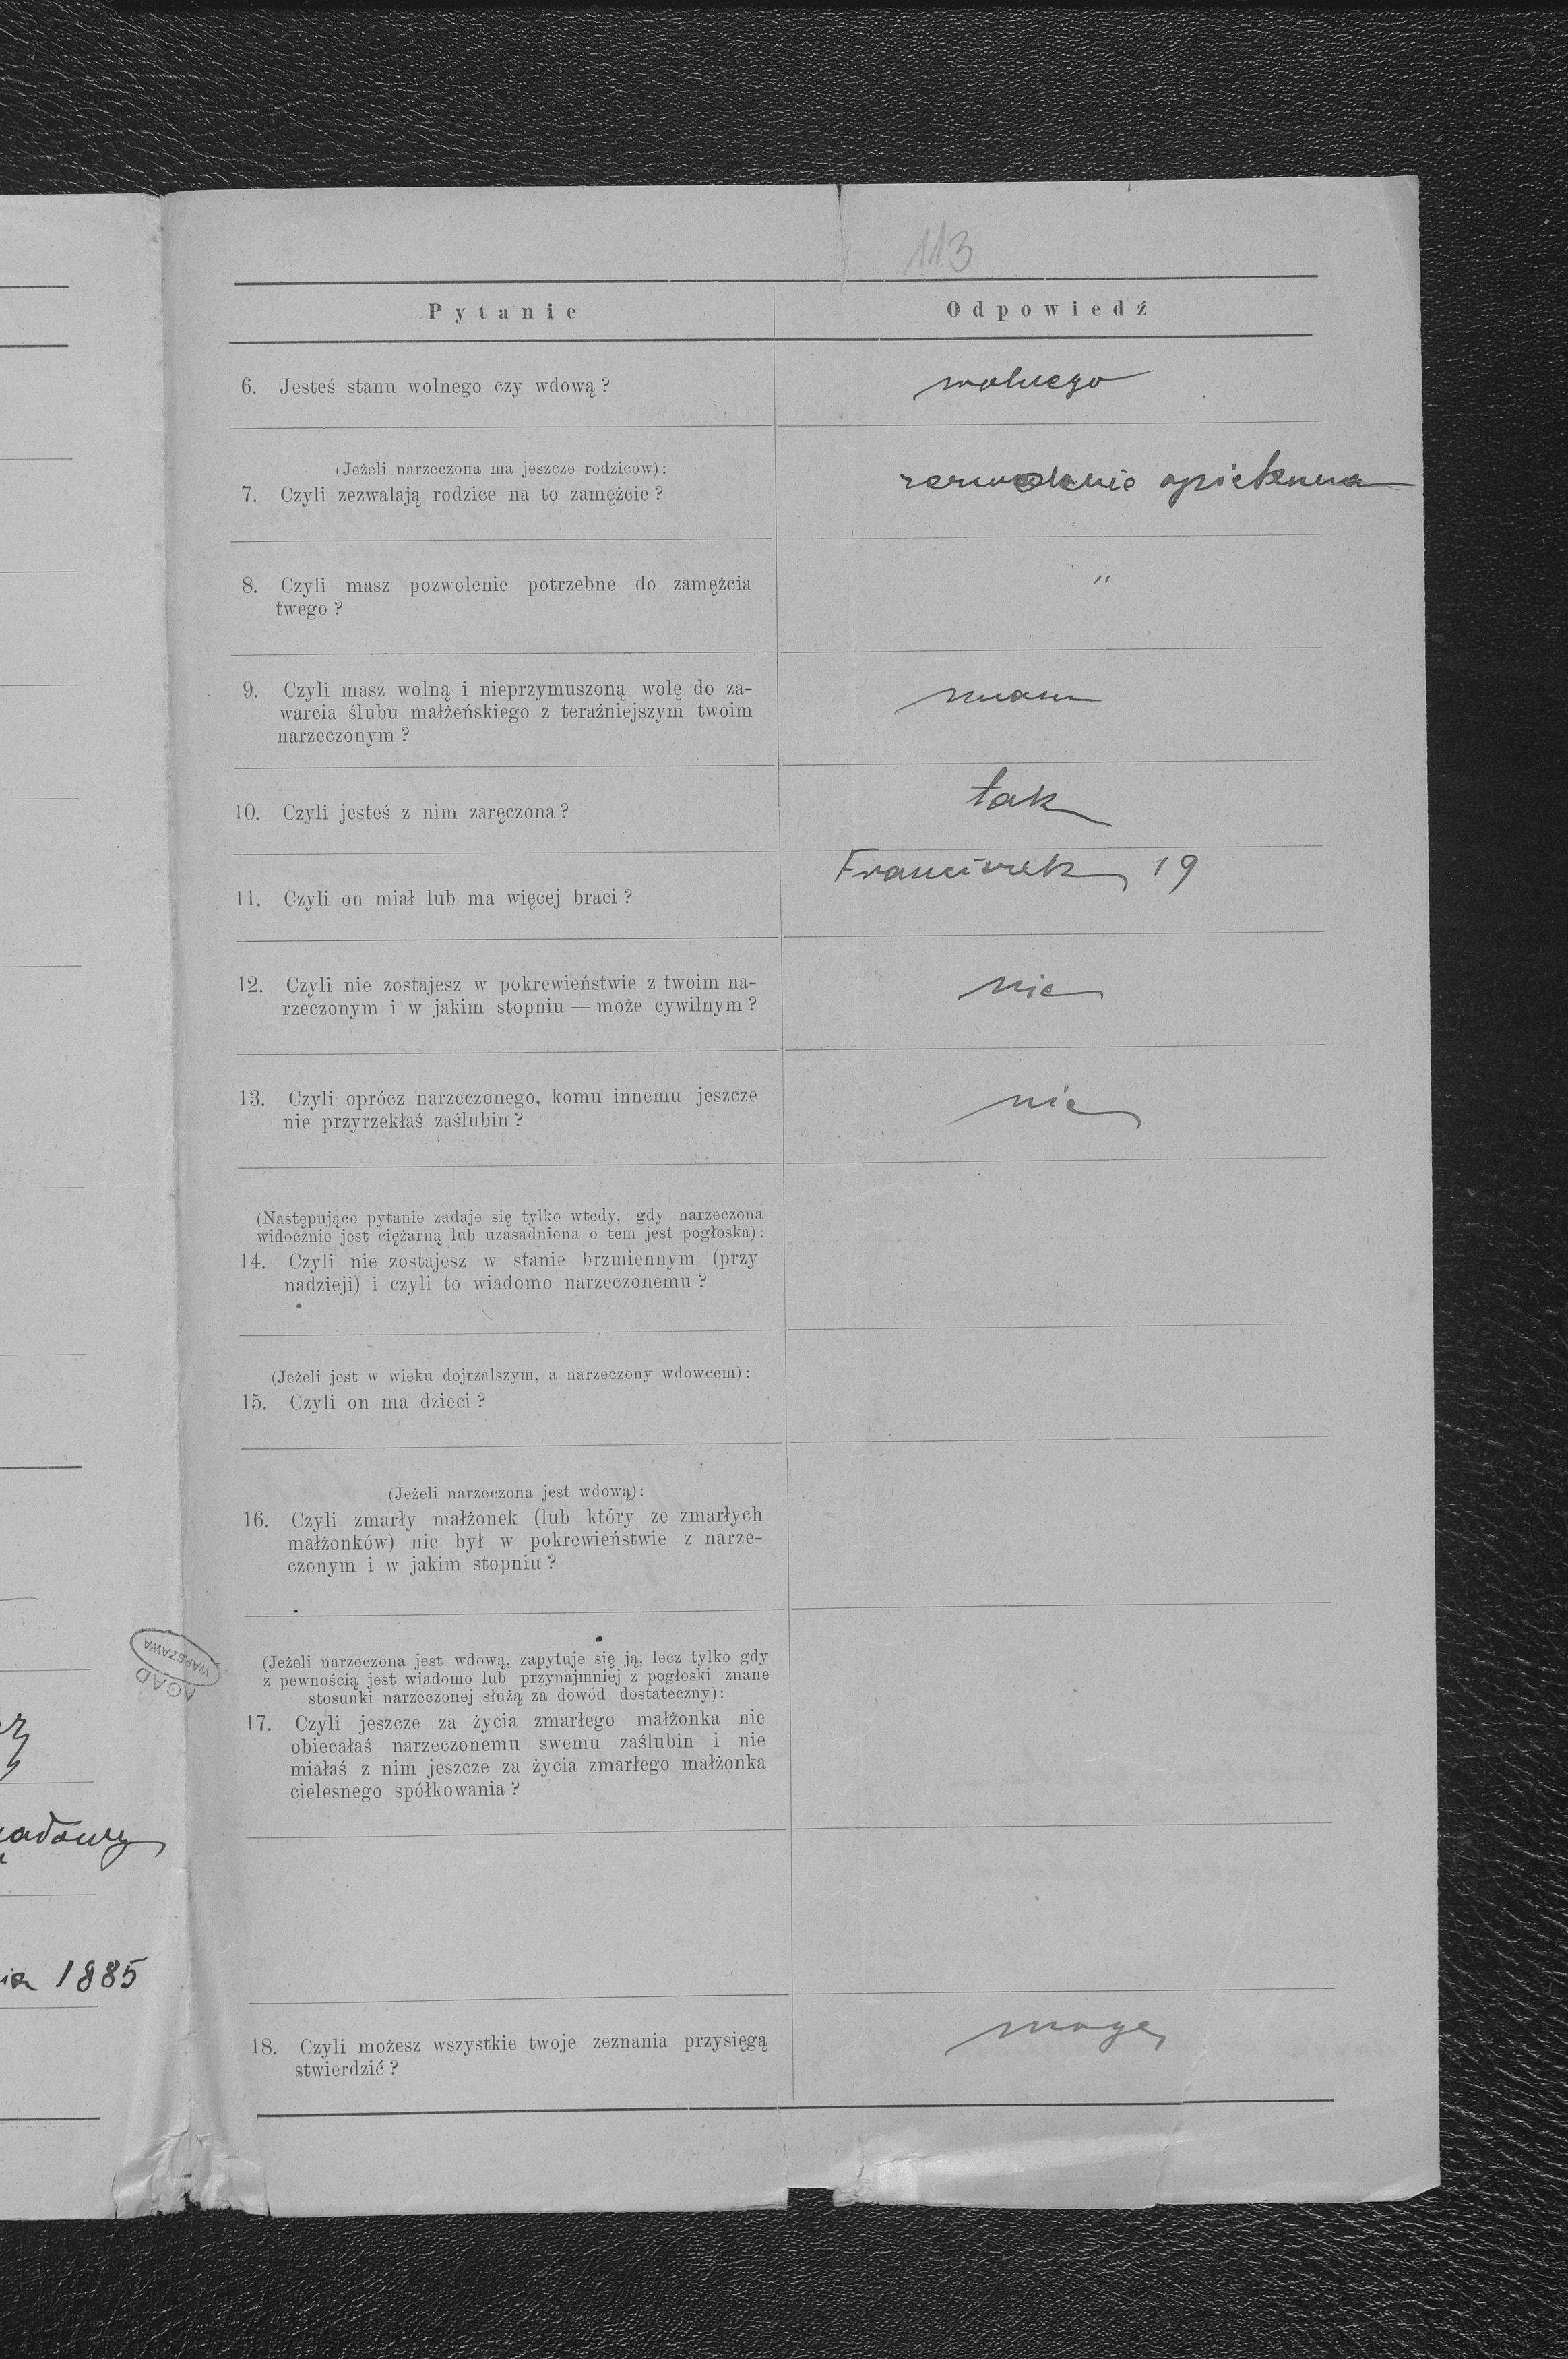 113
Pytanie
Odpowiedź
6. Jesteś stanu wolnego czy wdową?
wolnego
(Jeżeli narzeczona ma jeszcze rodziców):
7. Czyli zezwalają rodzice na to zamężcie?
zezwolenie opiekuna
8. Czyli masz pozwolenie potrzebne do zamężcia
twego?
"
9. Czyli masz wolną i nieprzymuszoną wolę do za-
warcia ślubu małżeńskiego z teraźniejszym twoim
narzeczonym?
mam
10. Czyli jesteś z nim zaręczona?
tak
11. Czyli on miał lub ma więcej braci?
Franciszek, 19
12. Czyli nie zostajesz w pokrewieństwie z twoim na-
rzeczonym i w jakim stopniu — może cywilnym?
nie
13. Czyli oprócz narzeczonego, komu innemu jeszcze
nie przyrzekłaś zaślubin?
nie
(Następujące pytanie zadaje się tylko wtedy, gdy narzeczona
widocznie jest ciężarną lub uzasadniona o tem jest pogłoska):
14. Czyli nie zostajesz w stanie brzmiennym (przy
nadzieji) i czyli to wiadomo narzeczonemu?
(Jeżeli jest w wieku dojrzalszym, a narzeczony wdowcem):
15. Czyli on ma dzieci?
(Jeżeli narzeczona jest wdową):
16. Czyli zmarły małżonek (lub który ze zmarłych
małżonków) nie był w pokrewieństwie z narze-
czonym i w jakim stopniu?
AGAD
WARSZAWA
(Jeżeli narzeczona jest wdową, zapytuje się ją, lecz tylko gdy
z pewnością jest wiadomo lub przynajmniej z pogłoski znane
stosunki narzeczonej służą za dowód dostateczny):
17. Czyli jeszcze za życia zmarłego małżonka nie
obiecałaś narzeczonemu swemu zaślubin i nie
miałaś z nim jeszcze za życia zmarłego małżonka
cielesnego spółkowania?
1885
18. Czyli możesz wszystkie twoje zeznania przysięgą
stwierdzić?
mogę